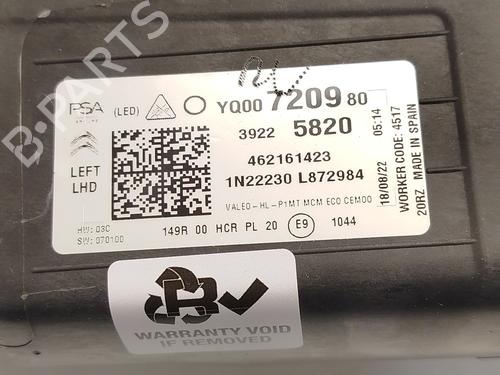 B-PARTS
PSA (LED) YQ00 7209 80
3922 5820
462161423
LEFT 1N22230 L872984
LHD
VALEO-HL-P1MT MCM ECO CEMOO
HW: 03C
SW: 070100
149R 00 HCR PL 20 E9 1044
18/08/22 05:14
WORKER CODE: 4517
20RZ MADE IN SPAIN
R
WARRANTY VOID
IF REMOVED